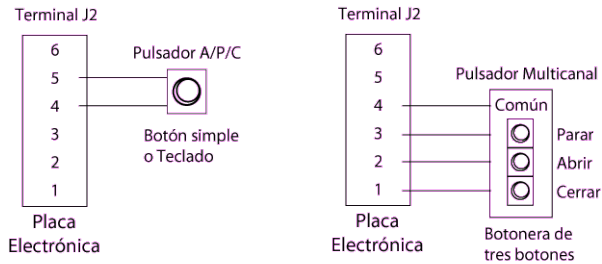 Terminal J2
6
5
4
3
2
1
Pulsador A/P/C
Botón simple
o Teclado
Placa
Electrónica
Terminal J2
6
5
4
3
2
1
Pulsador Multicanal
Común
Parar
Abrir
Cerrar
Placa
Electrónica
Botonera de
tres botones